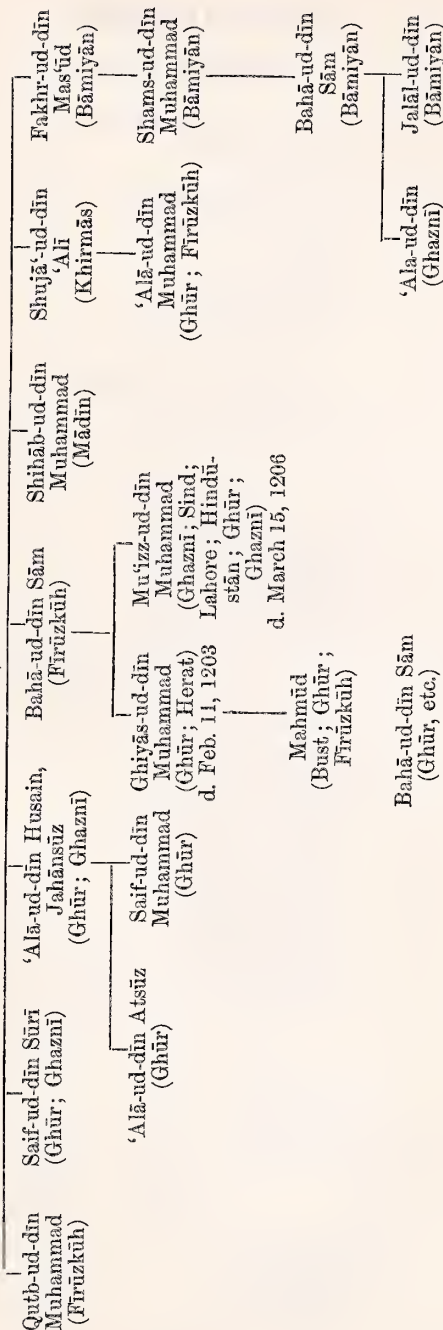 Qutb-ud-dīn
Muhammad
(Fīrūzkūh)
Saif-ud-dīn Sūrī
(Ghūr; Ghaznī)
‘Alā-ud-dīn Husain,
Jahānsūz
(Ghūr; Ghaznī)
Bahā-ud-dīn Sām
(Fīrūzkūh)
Shihāb-ud-dīn
Muhammad
(Mādīn)
Shujā‘-ud-dīn
‘Alī
(Khirmās)
Fakhr-ud-dīn
Mas‘ūd
(Bāmiyān)
‘Alā-ud-dīn Atsūz
(Ghūr)
Saif-ud-dīn
Muhammad
(Ghūr)
Ghiyās-ud-dīn
Muhammad
(Ghūr; Herat)
d. Feb. 11, 1203
Mu‘izz-ud-dīn
Muhammad
(Ghaznī; Sind;
Lahore; Hindū-
stān; Ghūr;
Ghaznī)
d. March 15, 1206
‘Alā-ud-dīn
Muhammad
(Ghūr; Fīrūzkūh)
Shams-ud-dīn
Muhammad
(Bāmiyān)
Mahmūd
(Bust; Ghūr;
Fīrūzkūh)
Bahā-ud-dīn
Sām
(Bāmiyān)
Bahā-ud-dīn Sām
(Ghūr, etc.)
‘Ala-ud-dīn
(Ghaznī)
Jalāl-ud-dīn
(Bāmiyān)